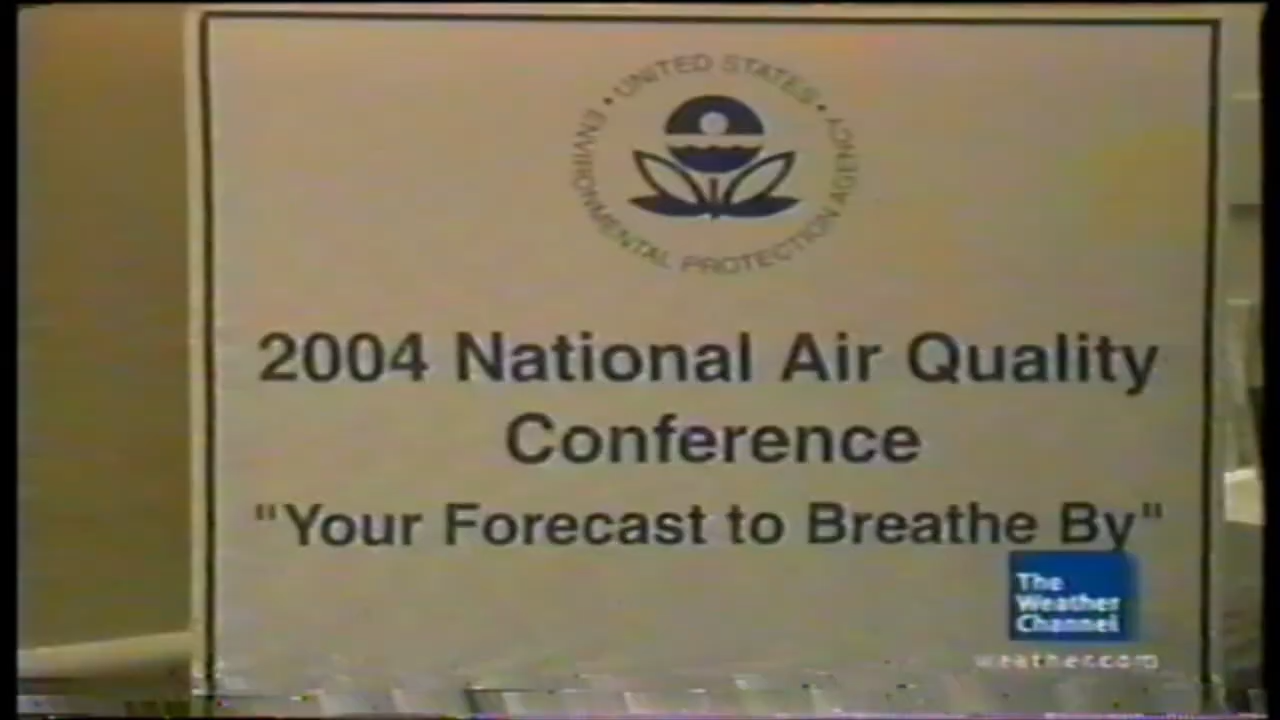 UNITED STATES
ENVIRONMENTAL PROTECTION AGENCY
2004 National Air Quality
Conference
"Your Forecast to Breathe By"
The
Weather
Channel
weather.com